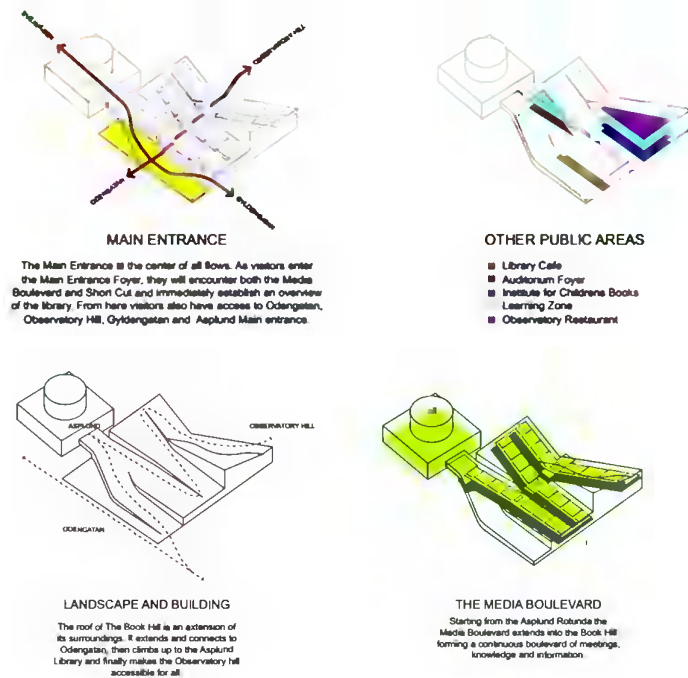 ASPLUND
OBSERVATORY HILL
ODENGATAN
MAIN ENTRANCE
The Main Entrance is the center of all flows. As visitors enter
the Main Entrance Foyer, they will encounter both the Media
Boulevard and Short Cut and immediately establish an overview
of the library. From here visitors also have access to Odengatan,
Observatory Hill, Gyldengatan and Asplund Main entrance.
OTHER PUBLIC AREAS
Library Cafe
Auditorium Foyer
Institute for Childrens Books
Learning Zone
Observatory Restaurant
ASPLUND
OBSERVATORY HILL
ODENGATAN
LANDSCAPE AND BUILDING
The roof of The Book Hill is an extension of
its surroundings. It extends and connects to
Odengatan, then climbs up to the Asplund
Library and finally makes the Observatory hill
accessible for all
THE MEDIA BOULEVARD
Starting from the Asplund Rotunda the
Media Boulevard extends into the Book Hill
forming a continuous boulevard of meetings,
knowledge and information.